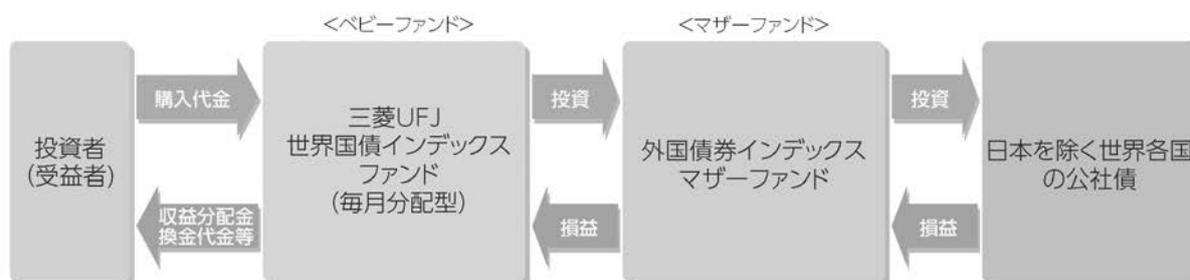 <ベビーファンド>
<マザーファンド>
投資者
(受益者)
購入代金
収益分配金
換金代金等
三菱UFJ
世界国債インデックス
ファンド
(毎月分配型)
投資
損益
外国債券インデックス
マザーファンド
投資
損益
日本を除く世界各国
の公社債